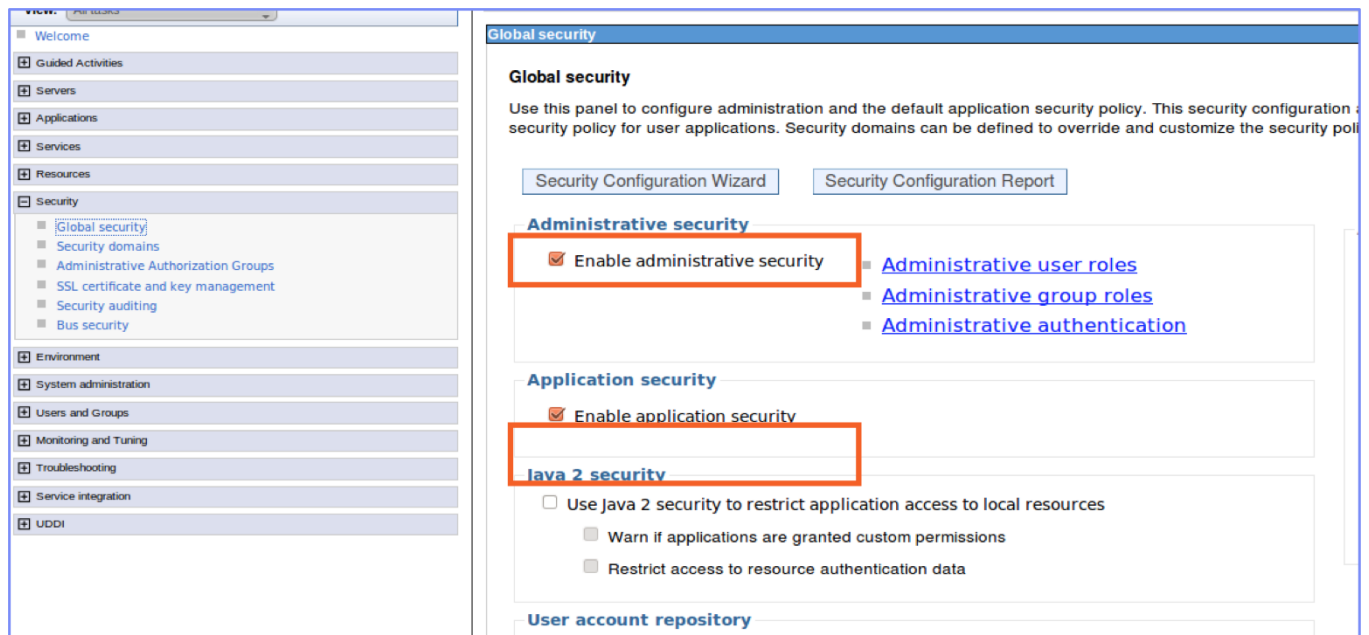 View: All tasks
Welcome
Guided Activities
Servers
Applications
Services
Resources
Security
Global security
Security domains
Administrative Authorization Groups
SSL certificate and key management
Security auditing
Bus security
Environment
System administration
Users and Groups
Monitoring and Tuning
Troubleshooting
Service integration
UDDI
Global security
Global security
Use this panel to configure administration and the default application security policy. This security configuration
security policy for user applications. Security domains can be defined to override and customize the security poli
Security Configuration Wizard Security Configuration Report
Administrative security
Enable administrative security
Administrative user roles
Administrative group roles
Administrative authentication
Application security
Enable application security
Java 2 security
Use Java 2 security to restrict application access to local resources
Warn if applications are granted custom permissions
Restrict access to resource authentication data
User account repository